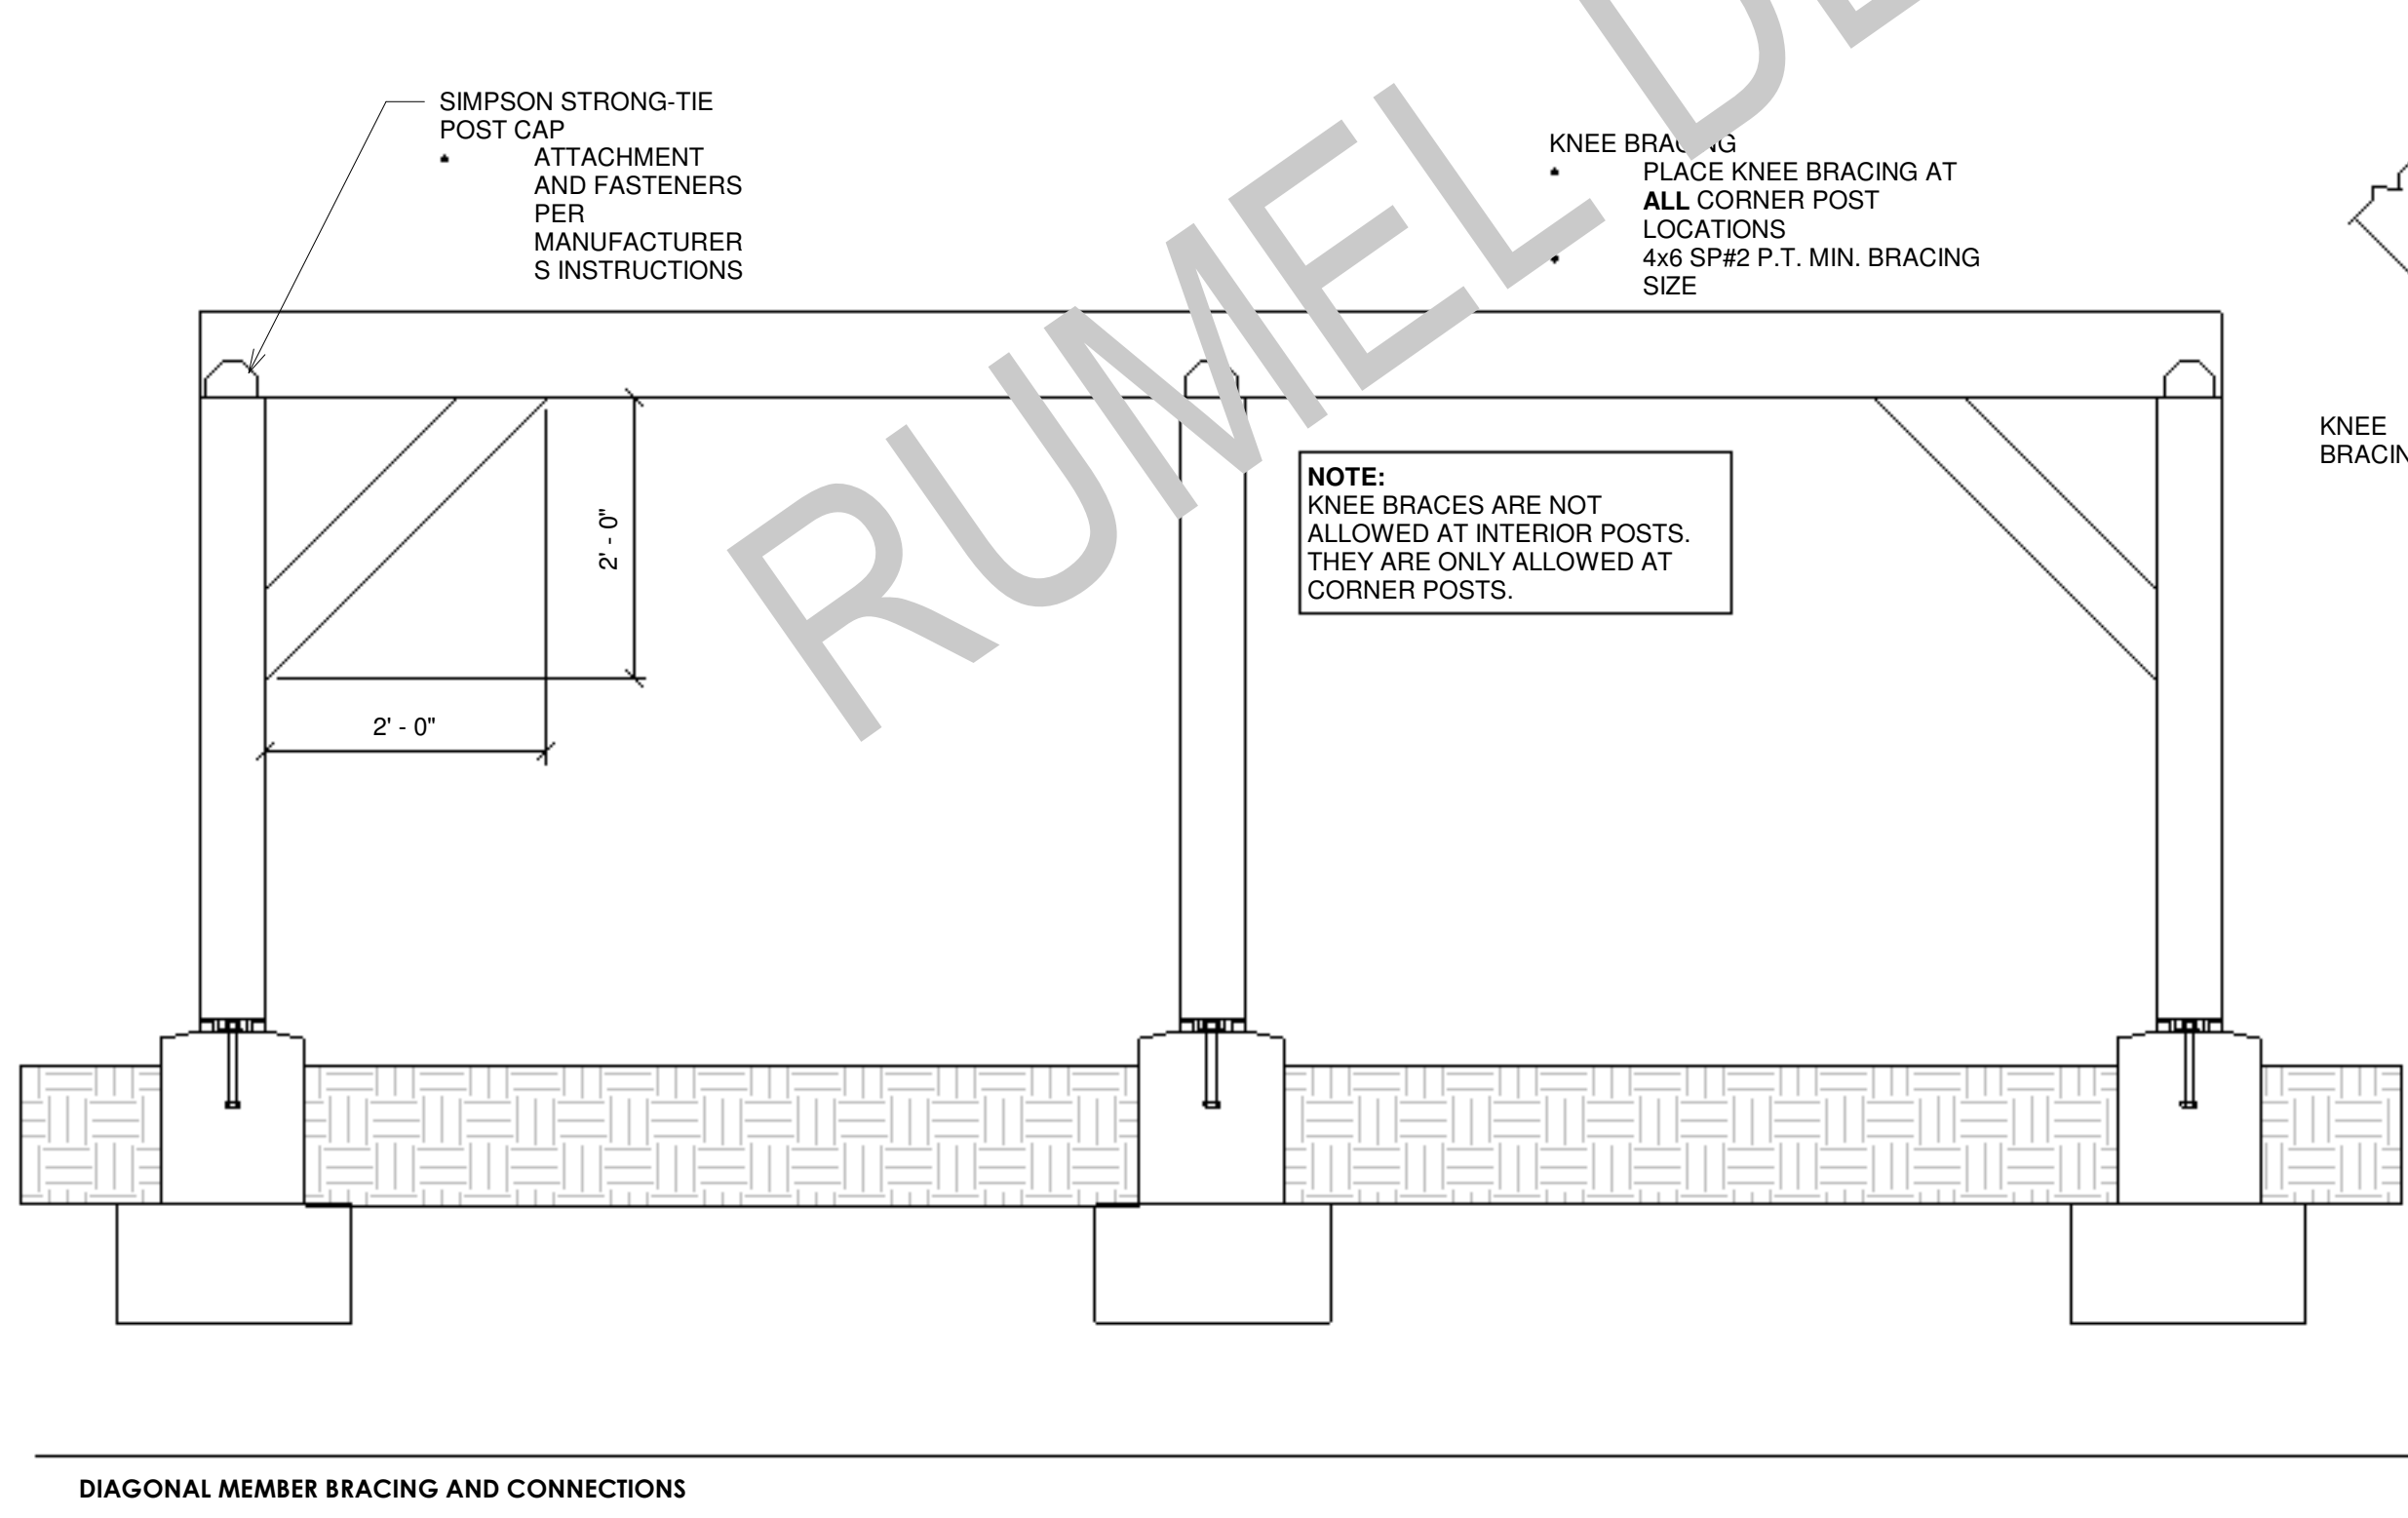 SIMPSON STRONG-TIE
POST CAP
ATTACHMENT
AND FASTENERS
PER
MANUFACTURER
S INSTRUCTIONS
KNEE BRACING
PLACE KNEE BRACING AT
ALL CORNER POST
LOCATIONS
4x6 SP#2 P.T. MIN. BRACING
SIZE
KNEE
NOTE:
KNEE BRACES ARE NOT
ALLOWED AT INTERIOR POSTS.
THEY ARE ONLY ALLOWED AT
CORNER POSTS.
2' - 0"
2' - 0"
RUMEL
DIAGONAL MEMBER BRACING AND CONNECTIONS